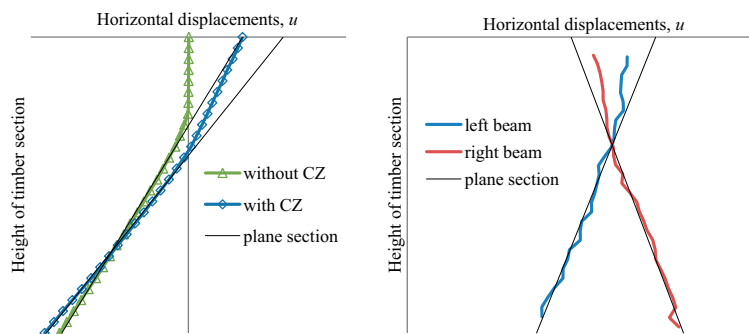 Horizontal displacements, u
Height of timber section
without CZ
with CZ
plane section
Horizontal displacements, u
Height of timber section
left beam
right beam
plane section